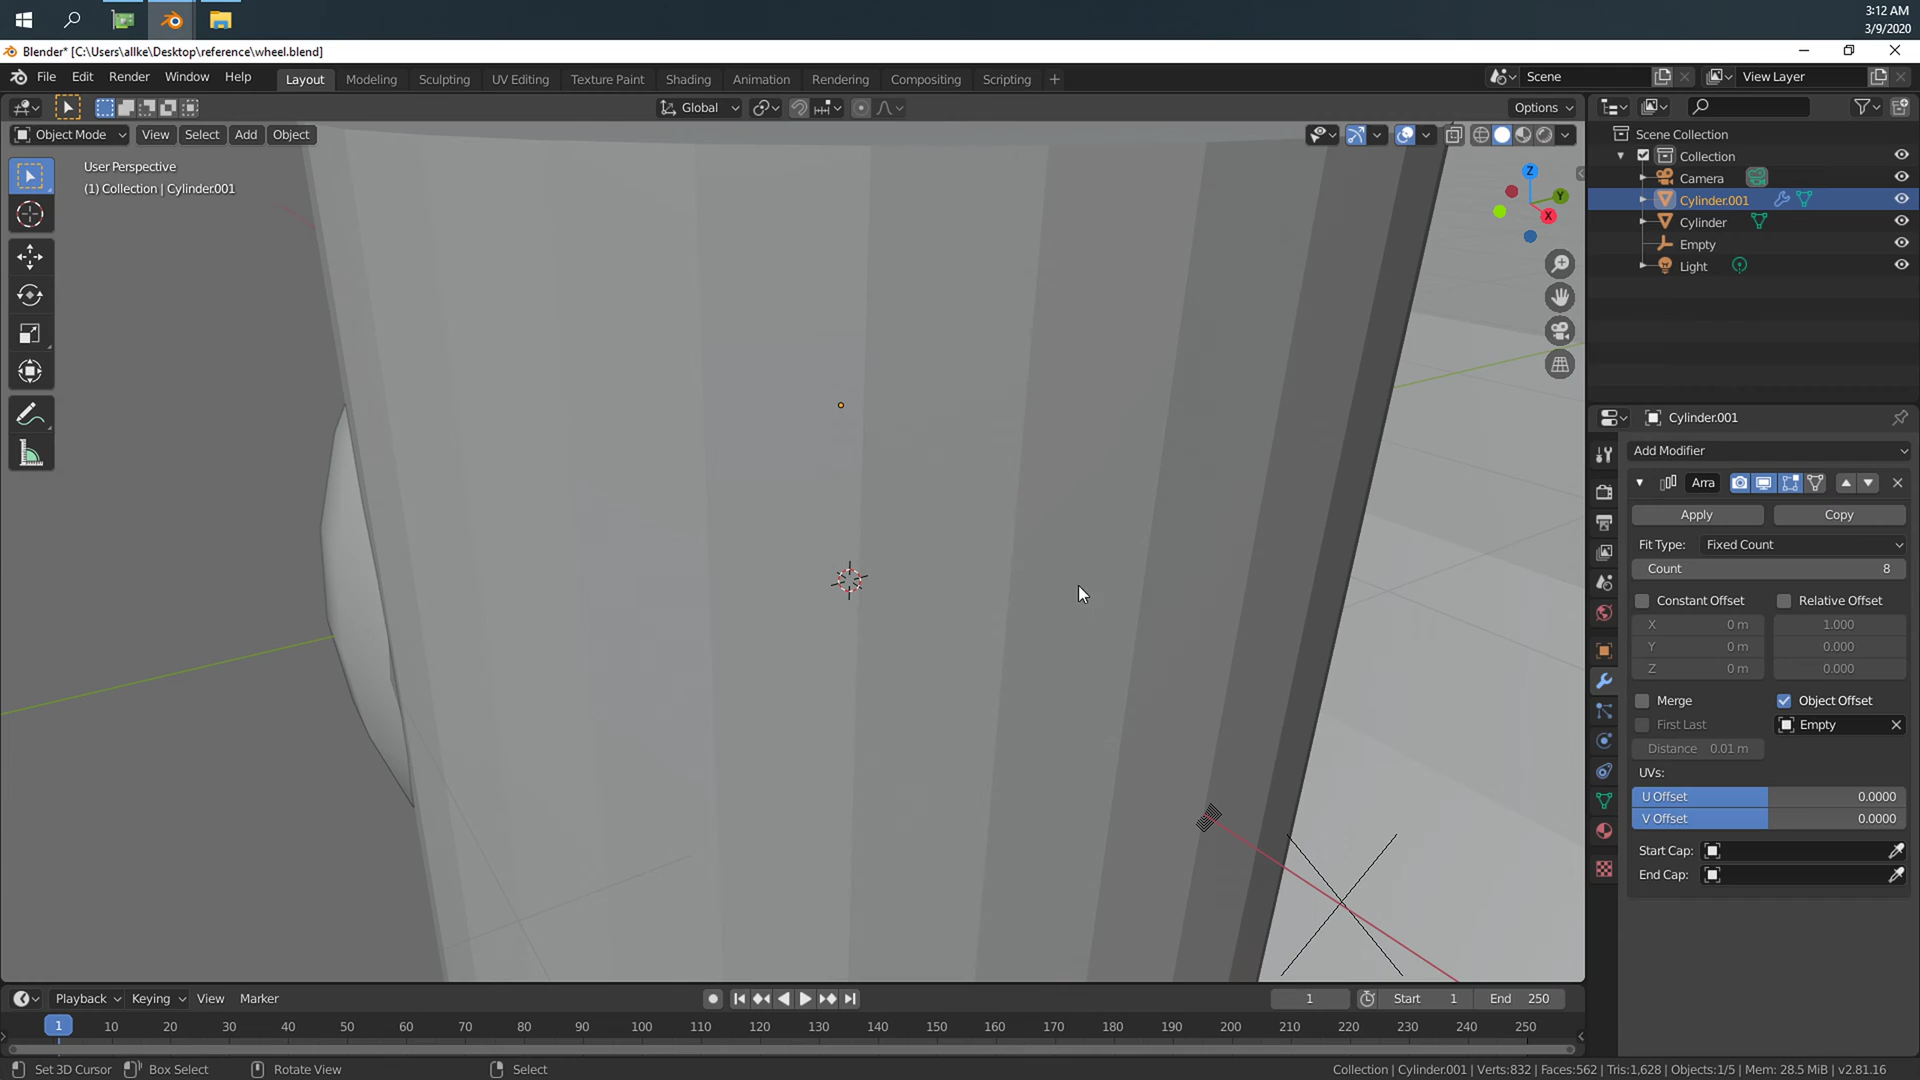 3:12 AM
3/9/2020
Blender* [C:\Users\allke\Desktop\reference\wheel.blend]
File Edit Render Window Help Layout Modeling Sculpting UV Editing Texture Paint Shading Animation Rendering Compositing Scripting + Scene View Layer
Global Options
Object Mode View Select Add Object
User Perspective
(1) Collection | Cylinder.001
Z
Y
X
Scene Collection
Collection
Camera
Cylinder.001
Cylinder
Empty
Light
Cylinder.001
Add Modifier
Arra
Apply Copy
Fit Type: Fixed Count
Count 8
Constant Offset Relative Offset
X 0 m 1.000
Y 0 m 0.000
Z 0 m 0.000
Merge Object Offset
First Last Empty
Distance 0.01 m
UVs:
U Offset 0.0000
V Offset 0.0000
Start Cap:
End Cap:
Playback Keying View Marker 1 Start 1 End 250
1 10 20 30 40 50 60 70 80 90 100 110 120 130 140 150 160 170 180 190 200 210 220 230 240 250
Set 3D Cursor Box Select Rotate View Select Collection | Cylinder.001 | Verts:832 | Faces:562 | Tris:1,628 | Objects:1/5 | Mem: 28.5 MiB | v2.81.16